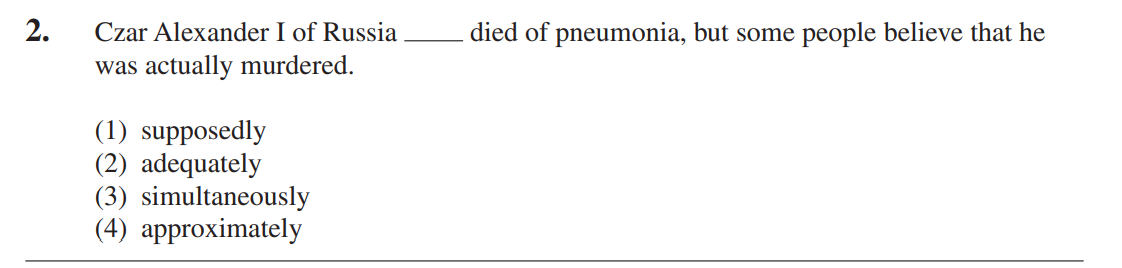 2. Czar Alexander I of Russia ____ died of pneumonia, but some people believe that he
was actually murdered.
(1) supposedly
(2) adequately
(3) simultaneously
(4) approximately